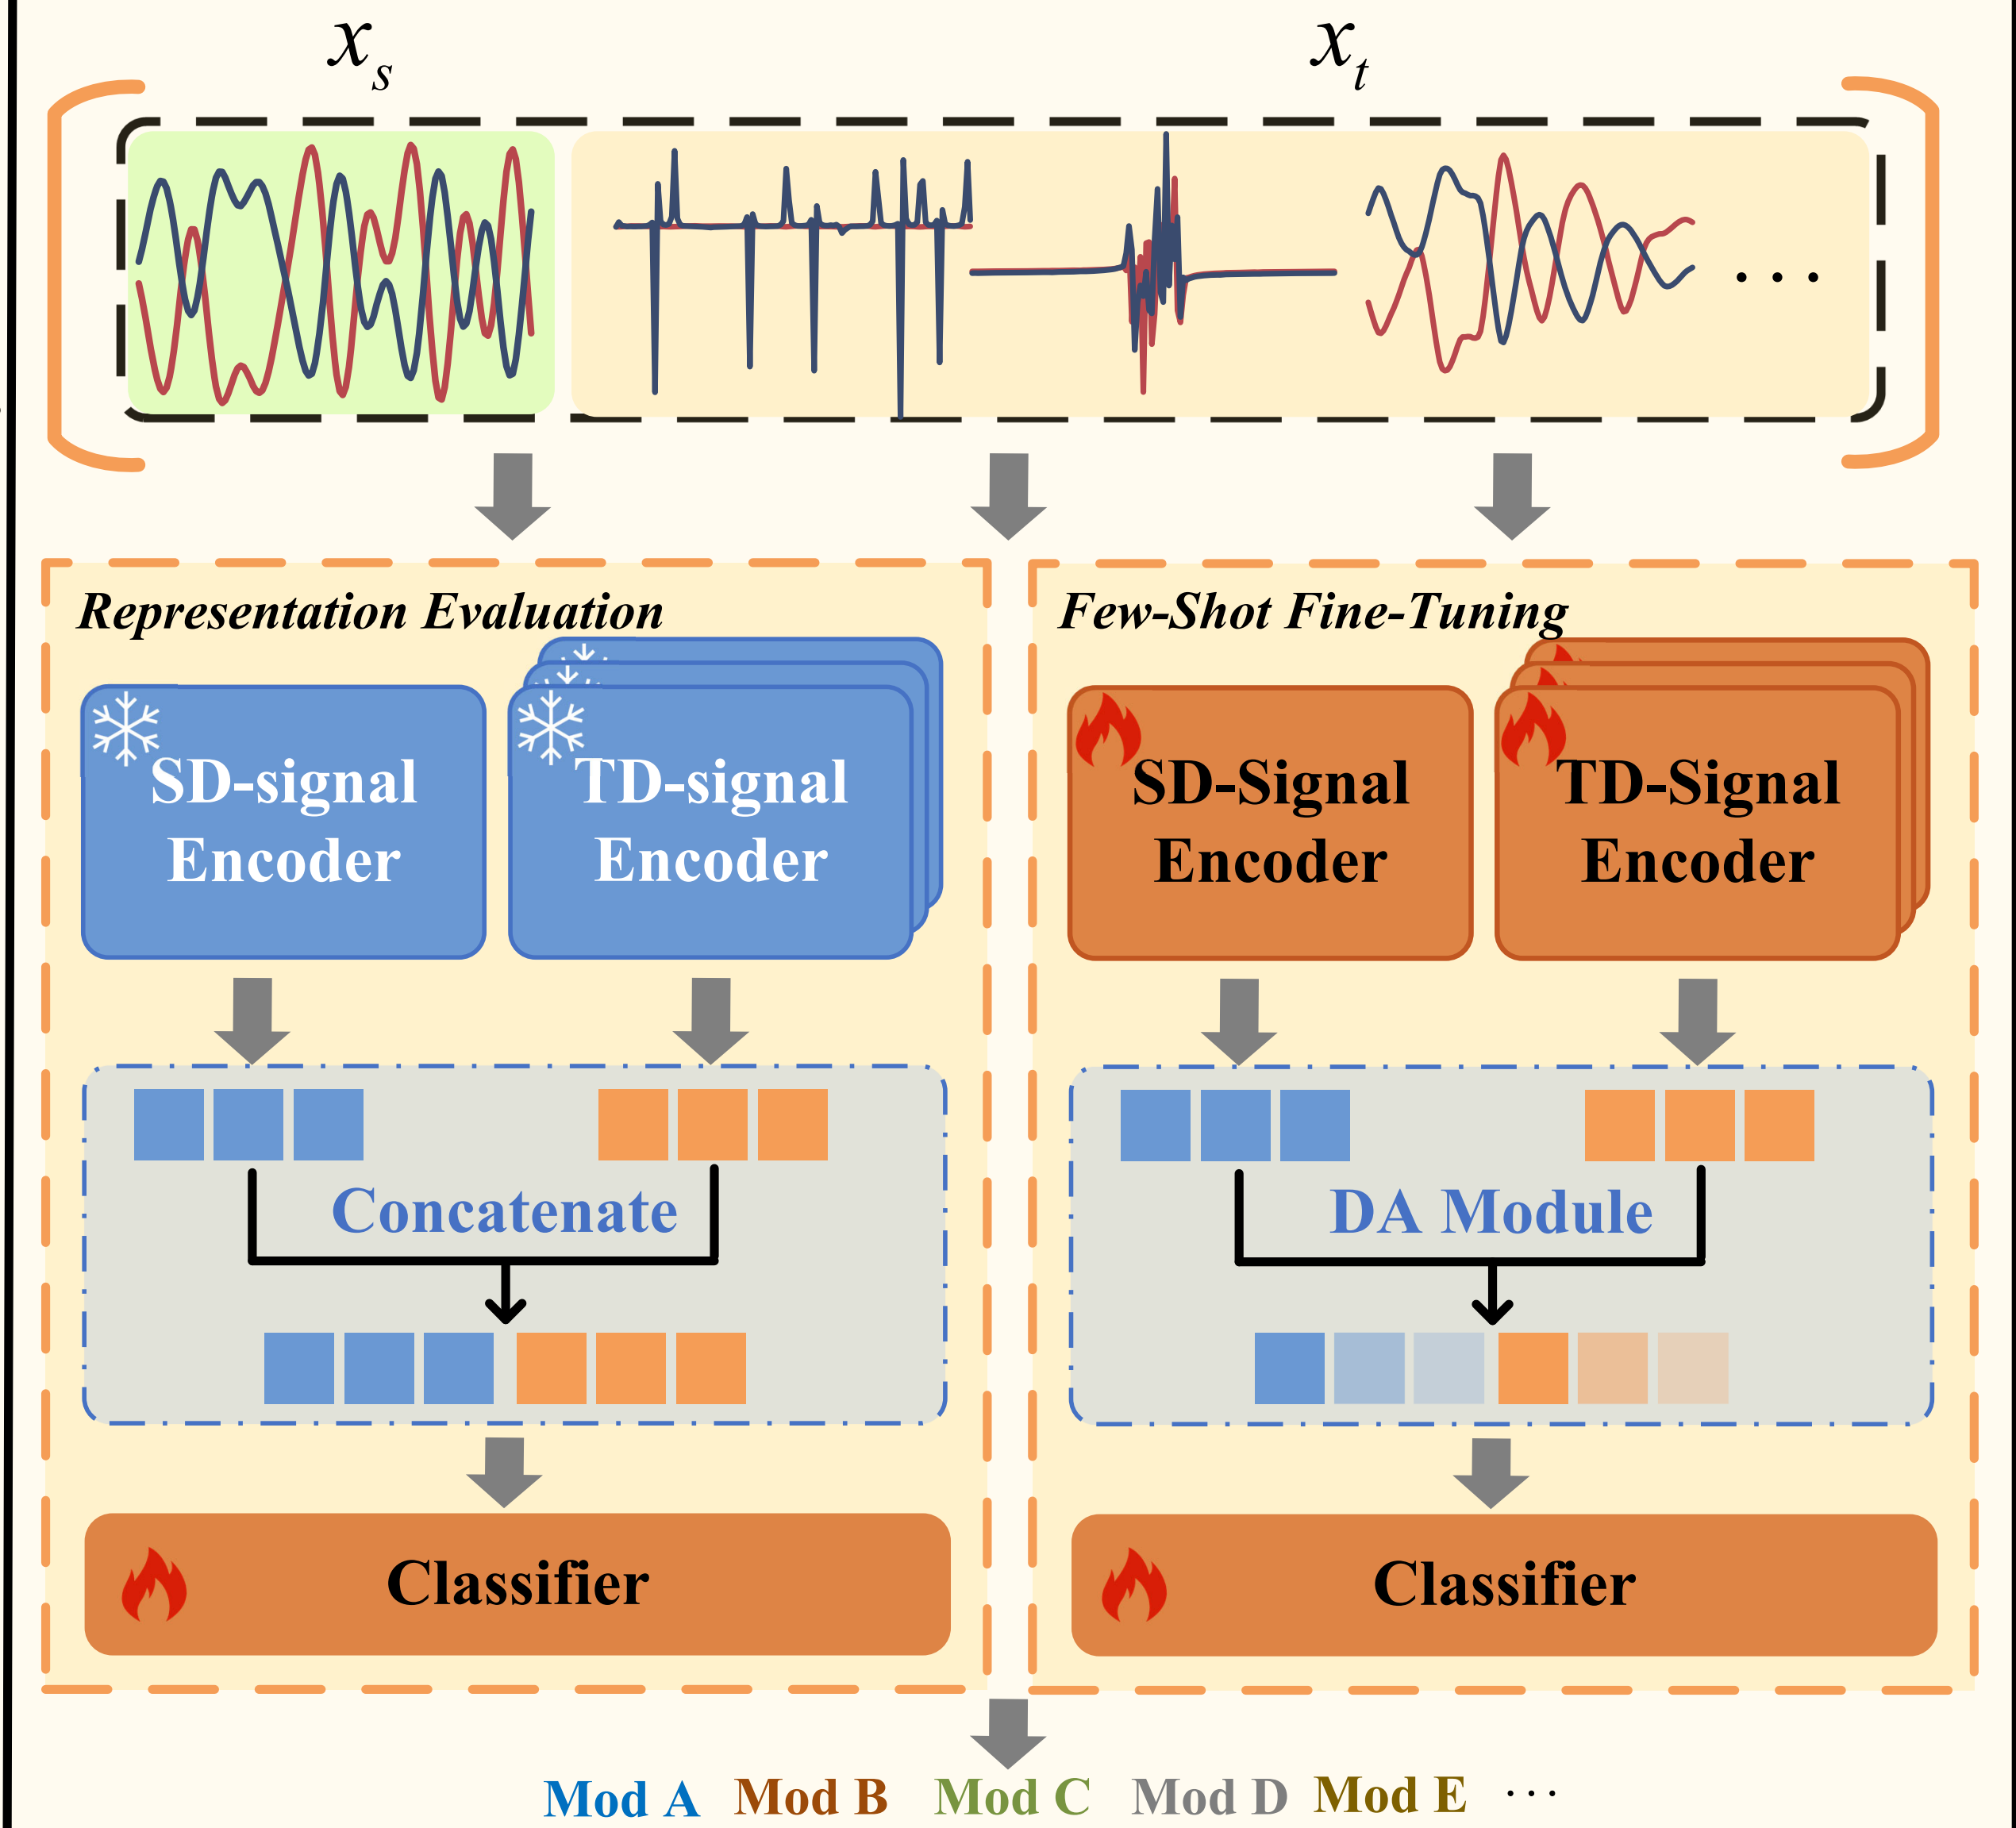 x_s
x_t
. . .
Representation Evaluation
Few-Shot Fine-Tuning
SD-signal
Encoder
TD-signal
Encoder
SD-Signal
Encoder
TD-Signal
Encoder
Concatenate
DA Module
Classifier
Classifier
Mod A Mod B Mod C Mod D Mod E ...